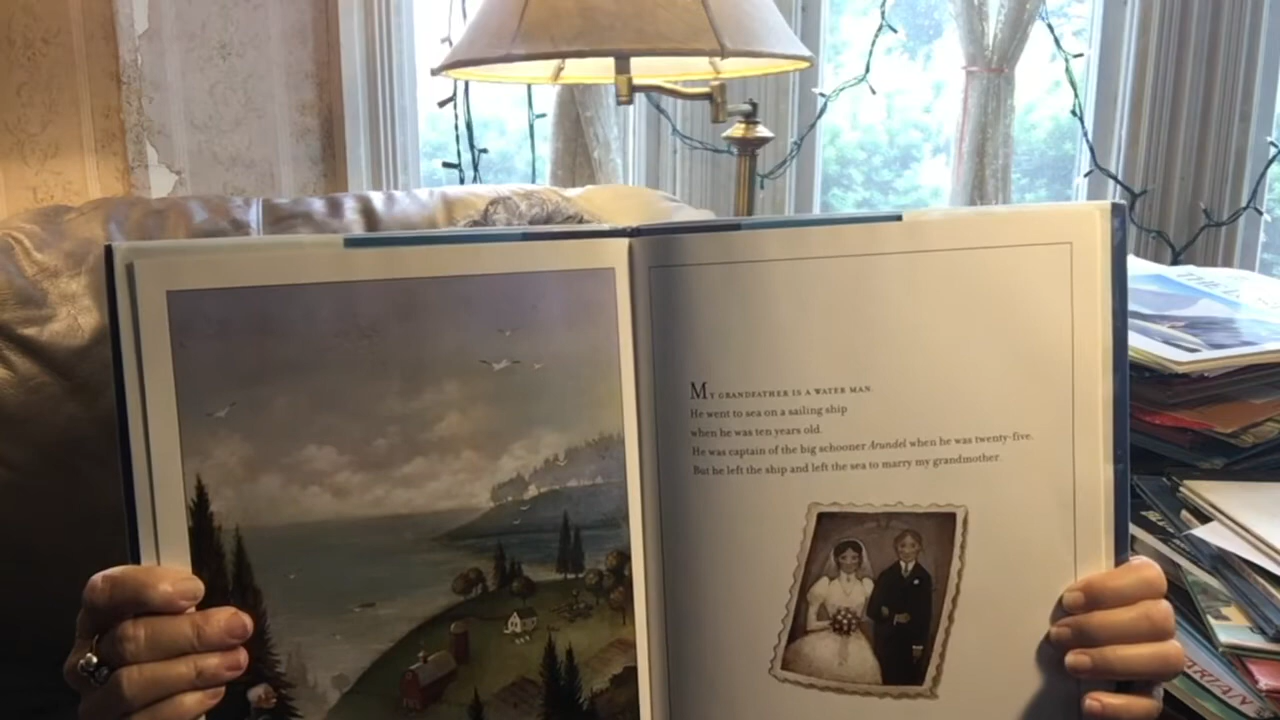 MY GRANDFATHER IS A WATER MAN.
He went to sea on a sailing ship
when he was ten years old.
He was captain of the big schooner Arundel when he was twenty-five.
But he left the ship and left the sea to marry my grandmother.